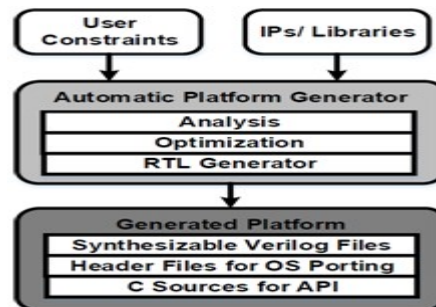 User
Constraints
IPs/ Libraries
Automatic Platform Generator
Analysis
Optimization
RTL Generator
Generated Platform
Synthesizable Verilog Files
Header Files for OS Porting
C Sources for API